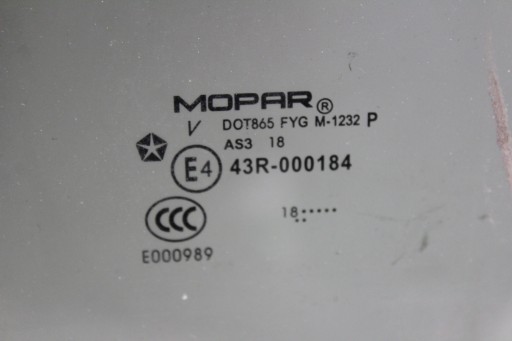 MOPAR®
V DOT865 FYG M-1232 P
AS3 18
E4 43R-000184
CCC
18:•••••
E000989